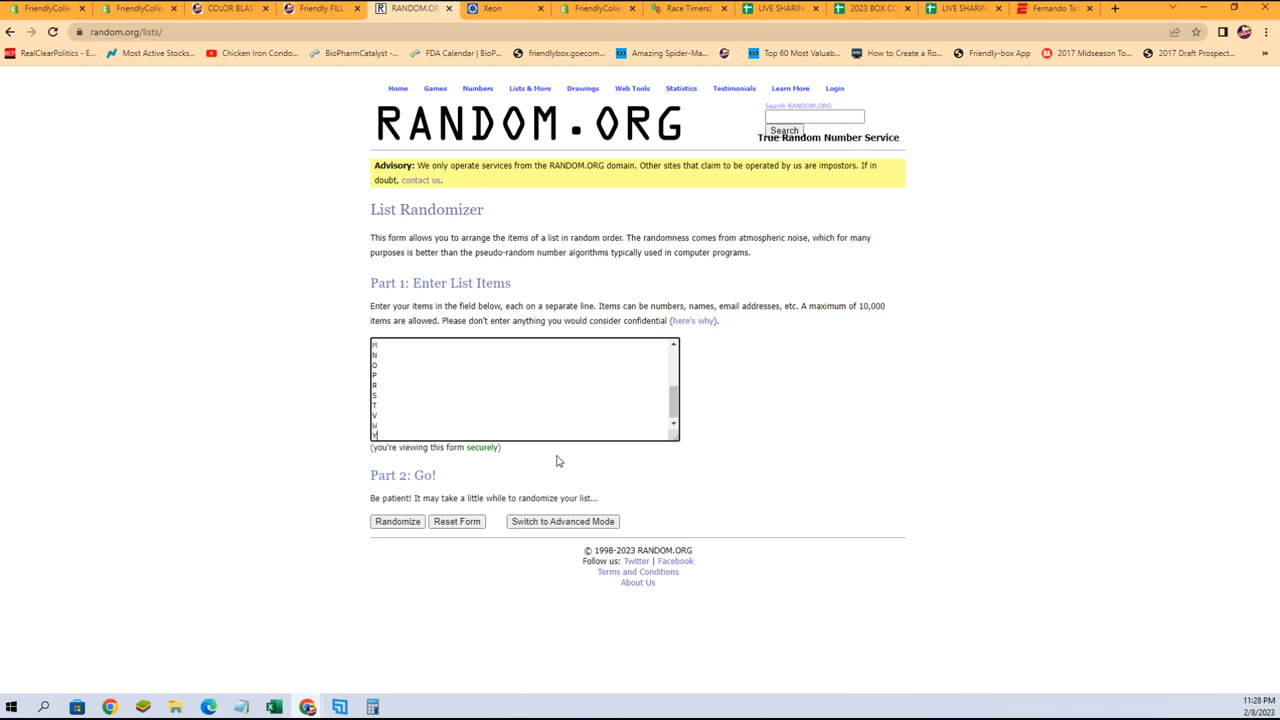 FriendlyColle
FriendlyColle
COLOR BLAS
Friendly FILL
RANDOM.OR
Xeon
FriendlyColle
Race Timers!
LIVE SHARIN
2023 BOX CO
LIVE SHARIN
Fernando Ta
random.org/lists/
RealClearPolitics - E...
Most Active Stocks...
Chicken Iron Condo...
BioPharmCatalyst -...
FDA Calendar | BioP...
friendlybox.goecom...
Amazing Spider-Ma...
Top 60 Most Valuab...
How to Create a Ro...
Friendly-box App
2017 Midseason To...
2017 Draft Prospect...
Home Games Numbers Lists & More Drawings Web Tools Statistics Testimonials Learn More Login
RANDOM.ORG
Search RANDOM.ORG
Search
True Random Number Service
Advisory: We only operate services from the RANDOM.ORG domain. Other sites that claim to be operated by us are impostors. If in
doubt, contact us.
List Randomizer
This form allows you to arrange the items of a list in random order. The randomness comes from atmospheric noise, which for many
purposes is better than the pseudo-random number algorithms typically used in computer programs.
Part 1: Enter List Items
Enter your items in the field below, each on a separate line. Items can be numbers, names, email addresses, etc. A maximum of 10,000
items are allowed. Please don't enter anything you would consider confidential (here's why).
M
N
O
P
R
S
T
V
W
Y
(you're viewing this form securely)
Part 2: Go!
Be patient! It may take a little while to randomize your list...
Randomize Reset Form Switch to Advanced Mode
© 1998-2023 RANDOM.ORG
Follow us: Twitter | Facebook
Terms and Conditions
About Us
11:28 PM
2/8/2023